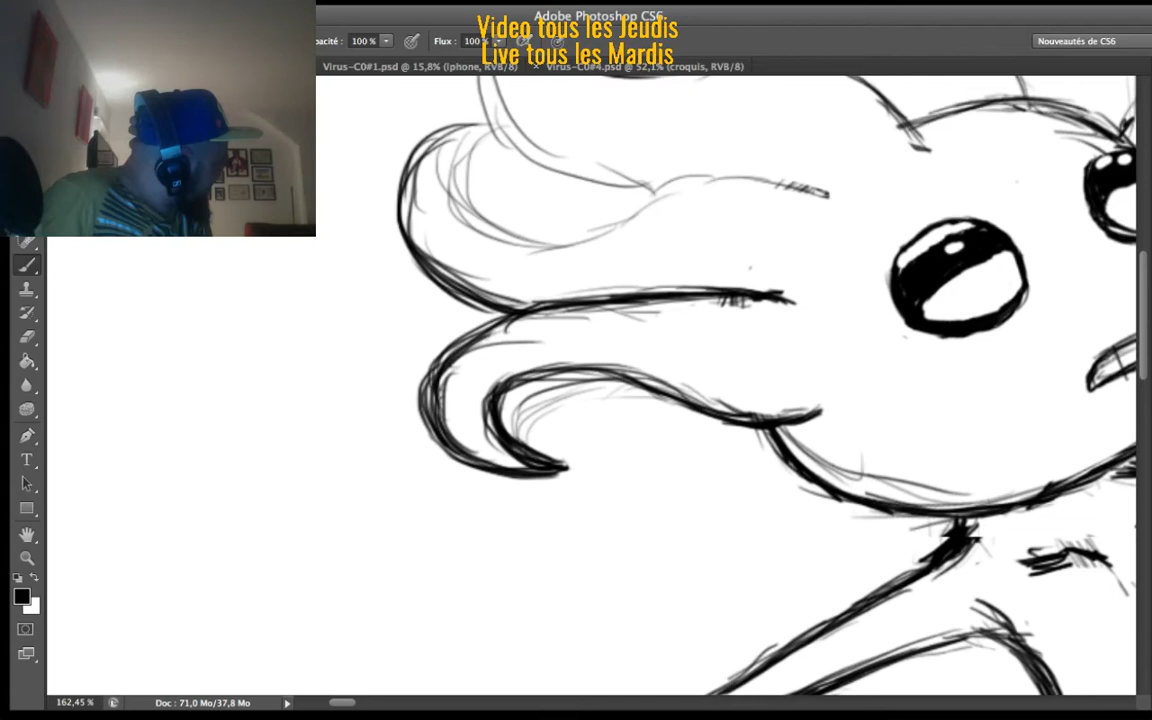 Adobe Photoshop CS6
Video tous les Jeudis
Live tous les Mardis
pacité : 100 %
Flux : 100 %
Nouveautés de CS6
Virus-C0#1.psd @ 15,8% (iphone, RVB/8)
× Virus-C0#4.psd @ 52,1% (croquis, RVB/8)
T
162,45 %
Doc : 71,0 Mo/37,8 Mo